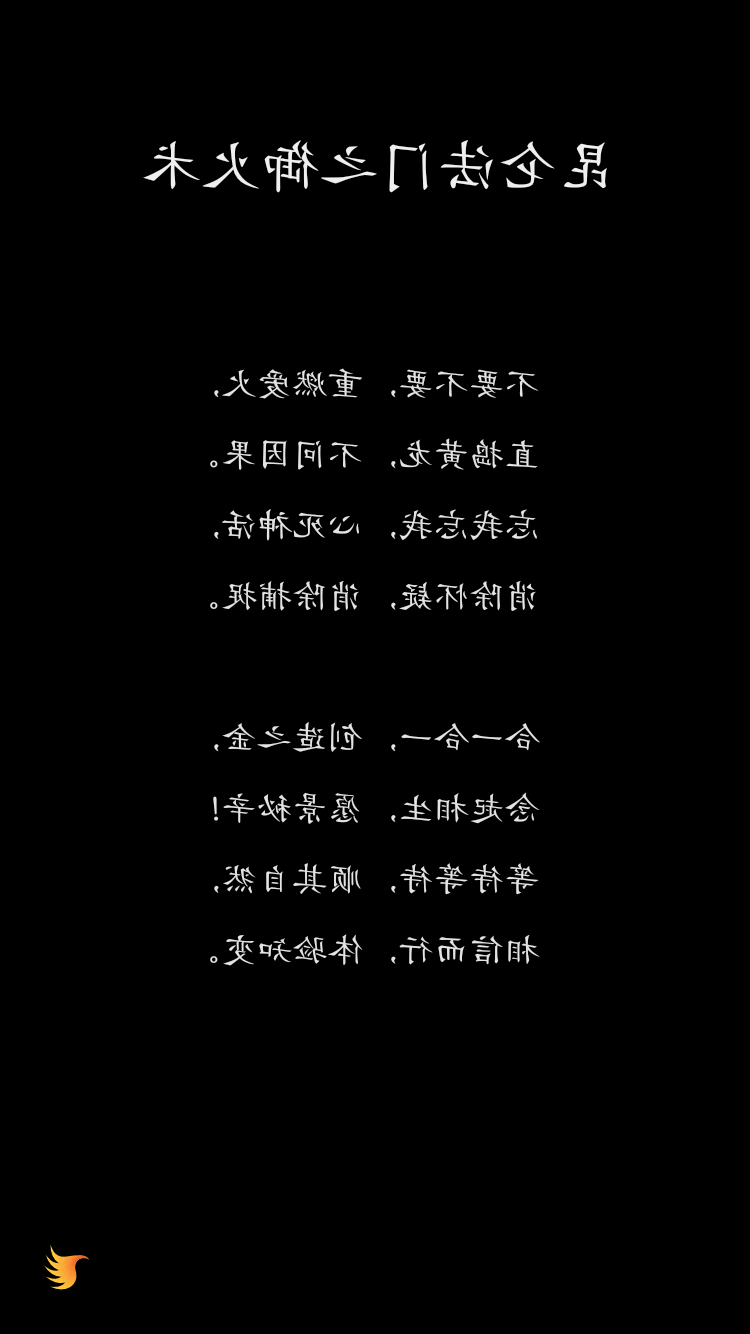 昆仑法门之御火术
不要不要，重燃爱火，
直捣黄龙，不问因果。
忘我忘我，心死神活，
消除怀疑，消除捕捉。
合一合一，创造之金，
念起相生，愿景秘辛！
等待等待，顺其自然，
相信而行，体验知变。